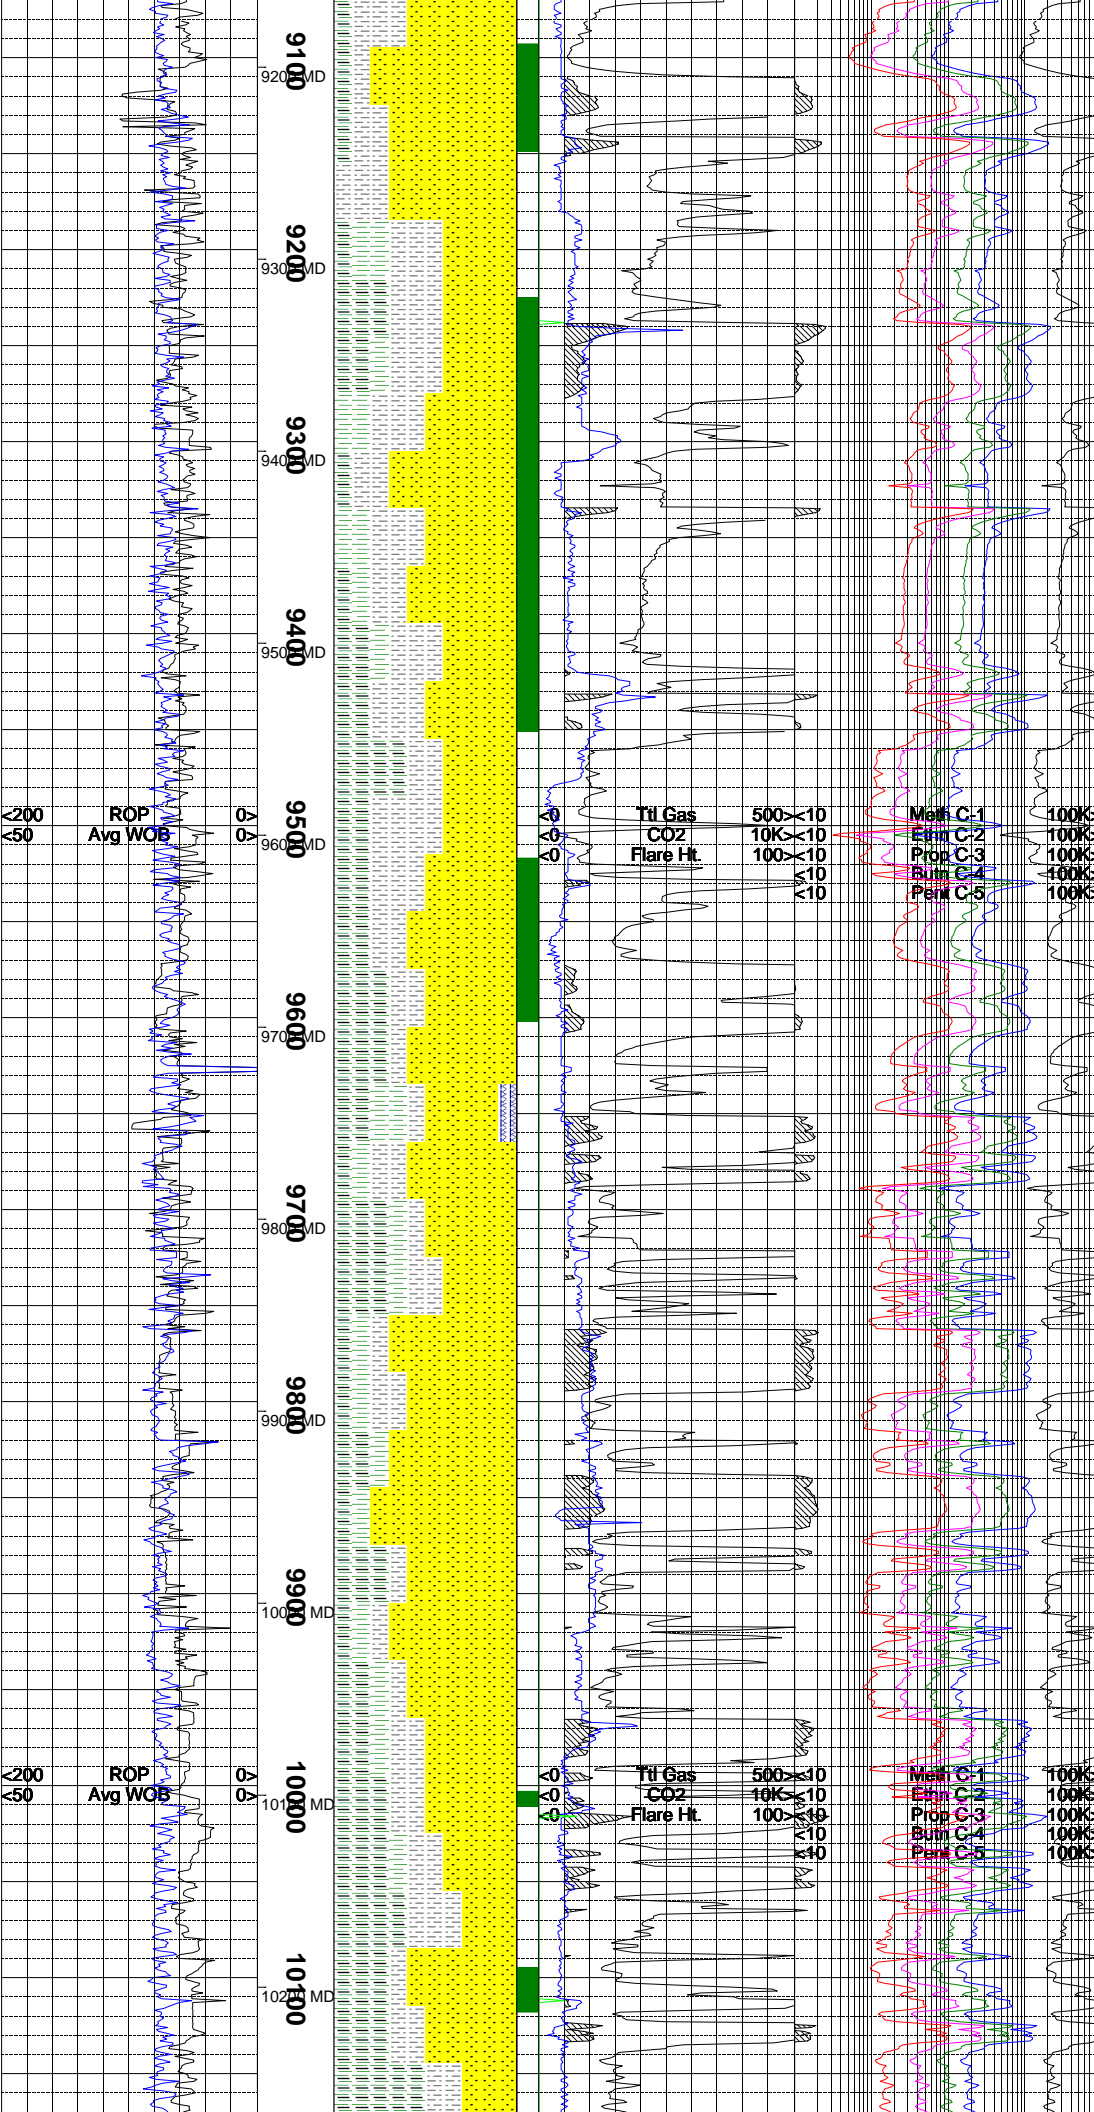 9100
9200 MD
9200
9300 MD
9300
9400 MD
9400
9500 MD
<200 ROP 0> <0 Ttl Gas 500><10 Meth C-1 100K>
<50 Avg WOB 0> 9500 <0 CO2 10K><10 Ethn C-2 100K>
9600 MD
<0 Flare Ht. 100><10 Prop C-3 100K>
<10 Butn C-4 100K>
<10 Pent C-5 100K>
9600
9700 MD
9700
9800 MD
9800
9900 MD
9900
10000 MD
<200 ROP 0> <0 Ttl Gas 500><10 Meth C-1 100K>
<50 Avg WOB 0> 10000 <0 CO2 10K><10 Ethn C-2 100K>
10100 MD
<0 Flare Ht. 100><10 Prop C-3 100K>
<10 Butn C-4 100K>
<10 Pent C-5 100K>
10100
10200 MD